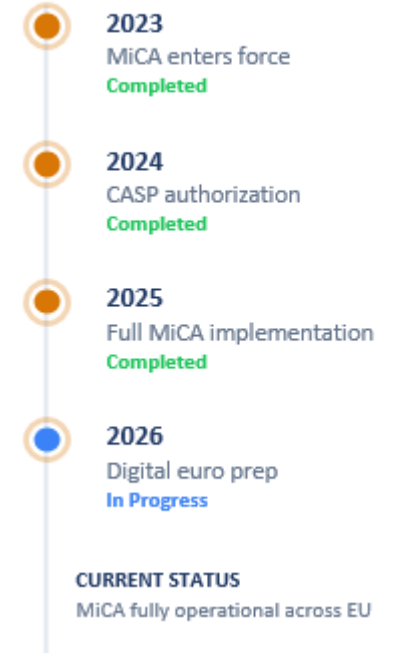 2023
MiCA enters force
Completed
2024
CASP authorization
Completed
2025
Full MiCA implementation
Completed
2026
Digital euro prep
In Progress
CURRENT STATUS
MiCA fully operational across EU